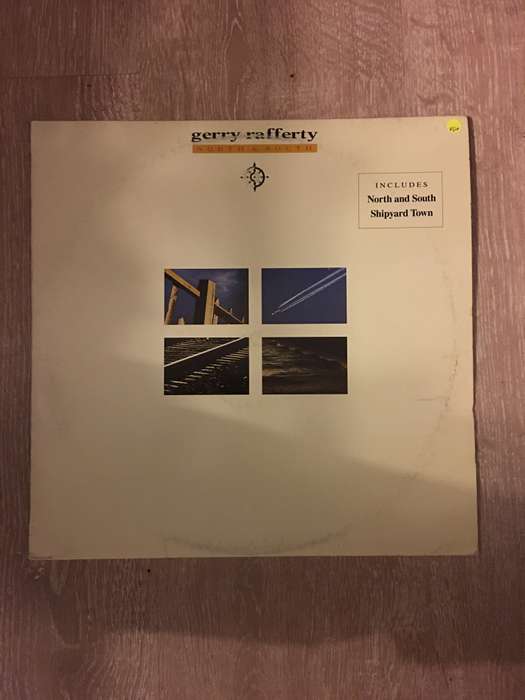 gerry rafferty
NORTH & SOUTH
INCLUDES
North and South
Shipyard Town